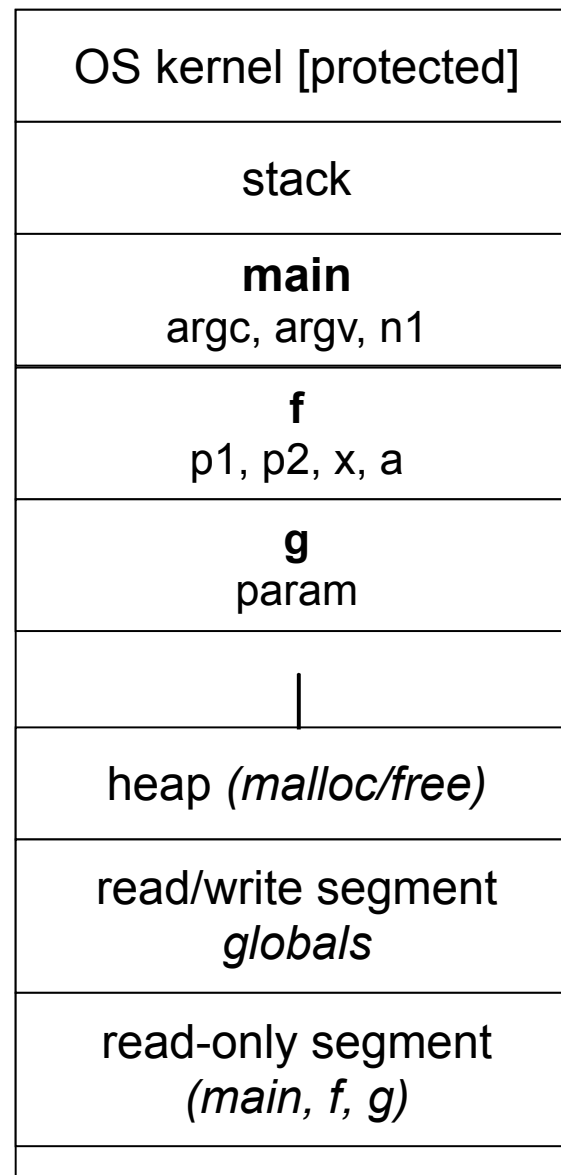 OS kernel [protected]
stack
main
argc, argv, n1
f
p1, p2, x, a
g
param
heap (malloc/free)
read/write segment
globals
read-only segment
(main, f, g)